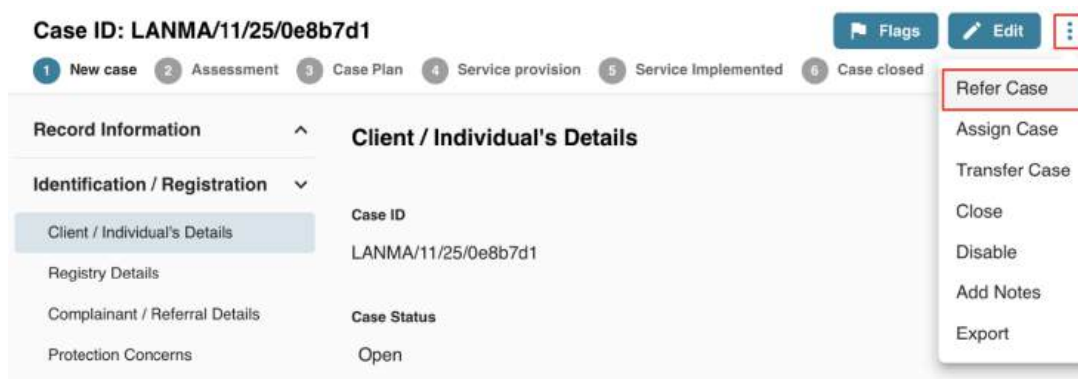 Case ID: LANMA/11/25/0e8b7d1
Flags
Edit
1 New case 2 Assessment 3 Case Plan 4 Service provision 5 Service Implemented 6 Case closed
Record Information
Identification / Registration
Client / Individual's Details
Registry Details
Complainant / Referral Details
Protection Concerns
Client / Individual's Details
Case ID
LANMA/11/25/0e8b7d1
Case Status
Open
Refer Case
Assign Case
Transfer Case
Close
Disable
Add Notes
Export